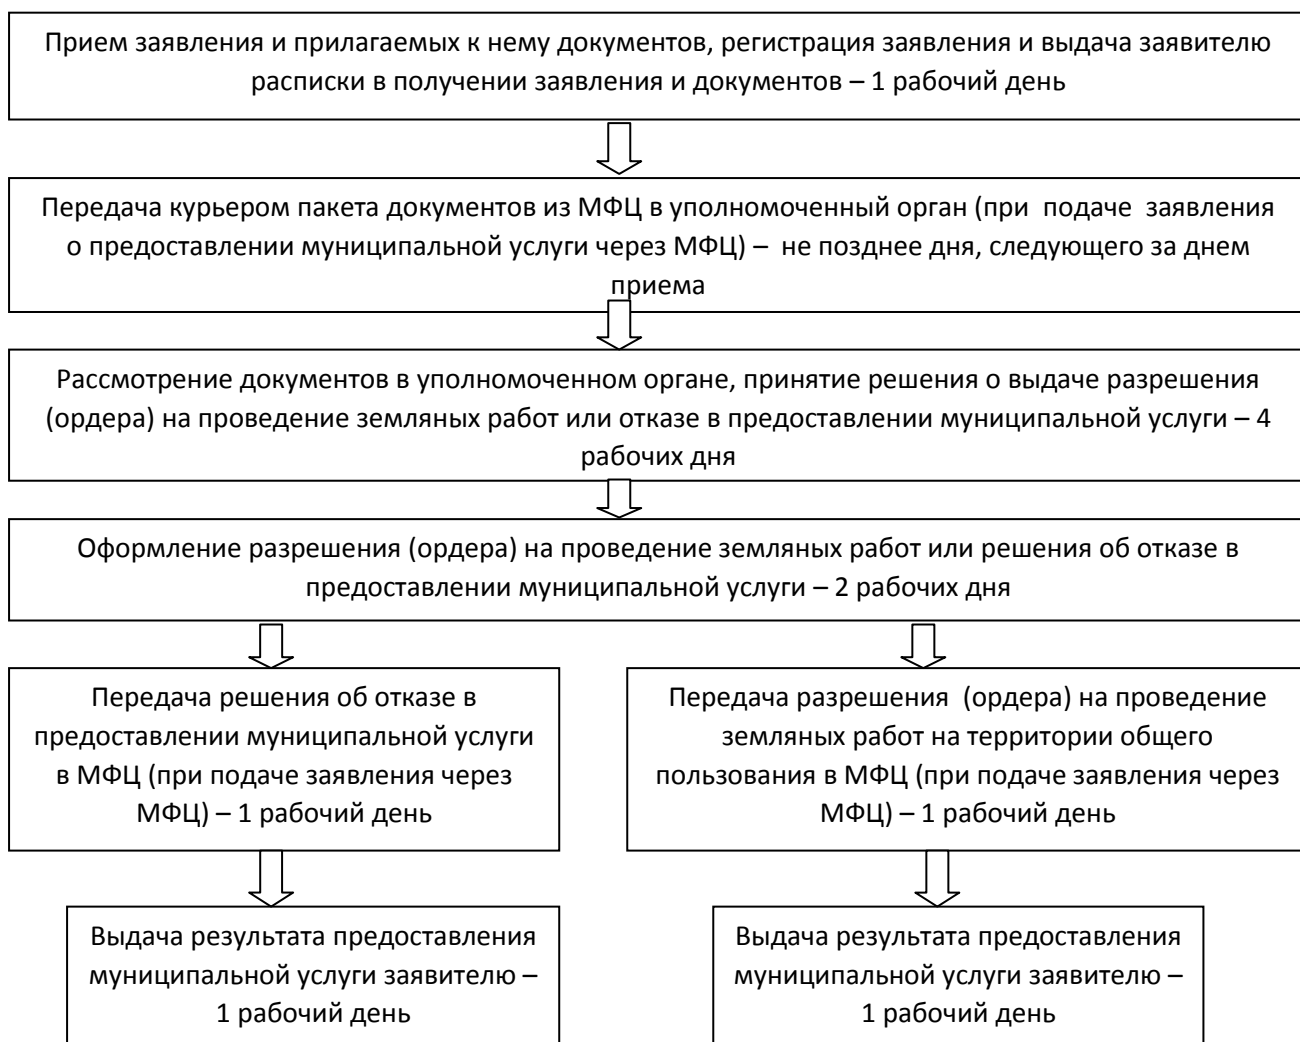 Прием заявления и прилагаемых к нему документов, регистрация заявления и выдача заявителю
расписки в получении заявления и документов – 1 рабочий день
Передача курьером пакета документов из МФЦ в уполномоченный орган (при подаче заявления
о предоставлении муниципальной услуги через МФЦ) – не позднее дня, следующего за днем
приема
Рассмотрение документов в уполномоченном органе, принятие решения о выдаче разрешения
(ордера) на проведение земляных работ или отказе в предоставлении муниципальной услуги – 4
рабочих дня
Оформление разрешения (ордера) на проведение земляных работ или решения об отказе в
предоставлении муниципальной услуги – 2 рабочих дня
Передача решения об отказе в
предоставлении муниципальной услуги
в МФЦ (при подаче заявления через
МФЦ) – 1 рабочий день
Передача разрешения (ордера) на проведение
земляных работ на территории общего
пользования в МФЦ (при подаче заявления через
МФЦ) – 1 рабочий день
Выдача результата предоставления
муниципальной услуги заявителю –
1 рабочий день
Выдача результата предоставления
муниципальной услуги заявителю –
1 рабочий день